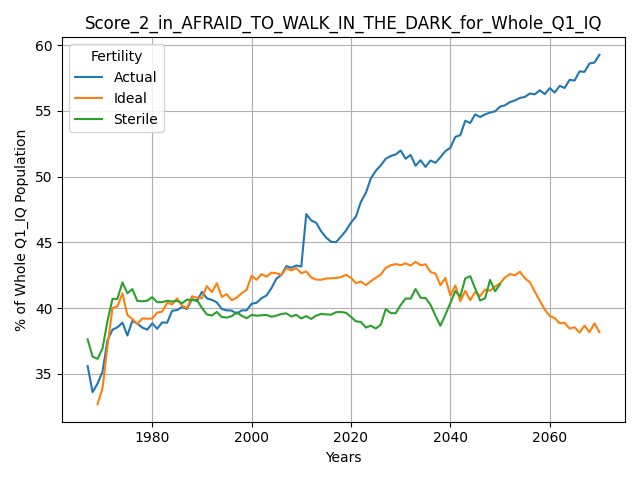 Score_2_in_AFRAID_TO_WALK_IN_THE_DARK_for_Whole_Q1_IQ
Fertility
Actual
Ideal
Sterile
% of Whole Q1_IQ Population
60
55
50
45
40
35
1980
2000
2020
2040
2060
Years